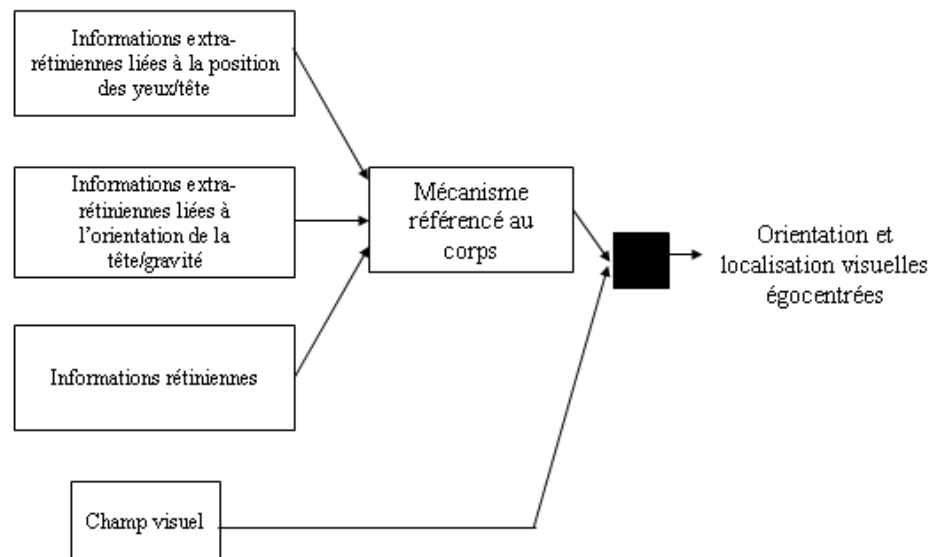 Informations extra-
rétiniennes liées à la position
des yeux/tête
Informations extra-
rétiniennes liées à
l'orientation de la
tête/gravité
Informations rétiniennes
Champ visuel
Mécanisme
référencé au
corps
Orientation et
localisation visuelles
égocentrées